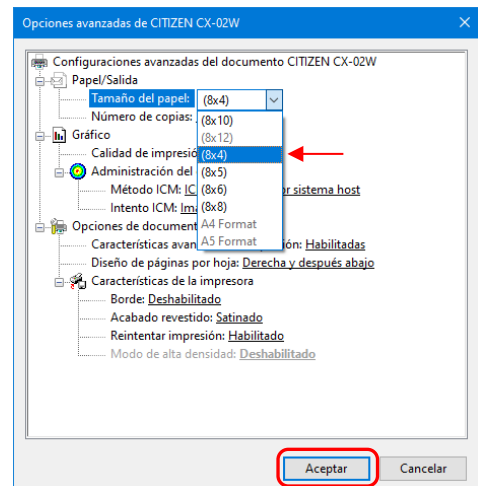 Opciones avanzadas de CITIZEN CX-02W
Configuraciones avanzadas del documento CITIZEN CX-02W
Papel/Salida
Tamaño del papel: (8x4)
Número de copias:
(8x10)
Gráfico
(8x12)
Calidad de impresió
(8x4)
Administración del
(8x5)
Método ICM: IC
(8x6)
or sistema host
Intento ICM: Ima
(8x8)
Opciones de document
A4 Format
Características avan
A5 Format
ión: Habilitadas
Diseño de páginas por hoja: Derecha y después abajo
Características de la impresora
Borde: Deshabilitado
Acabado revestido: Satinado
Reintentar impresión: Habilitado
Modo de alta densidad: Deshabilitado
Aceptar
Cancelar